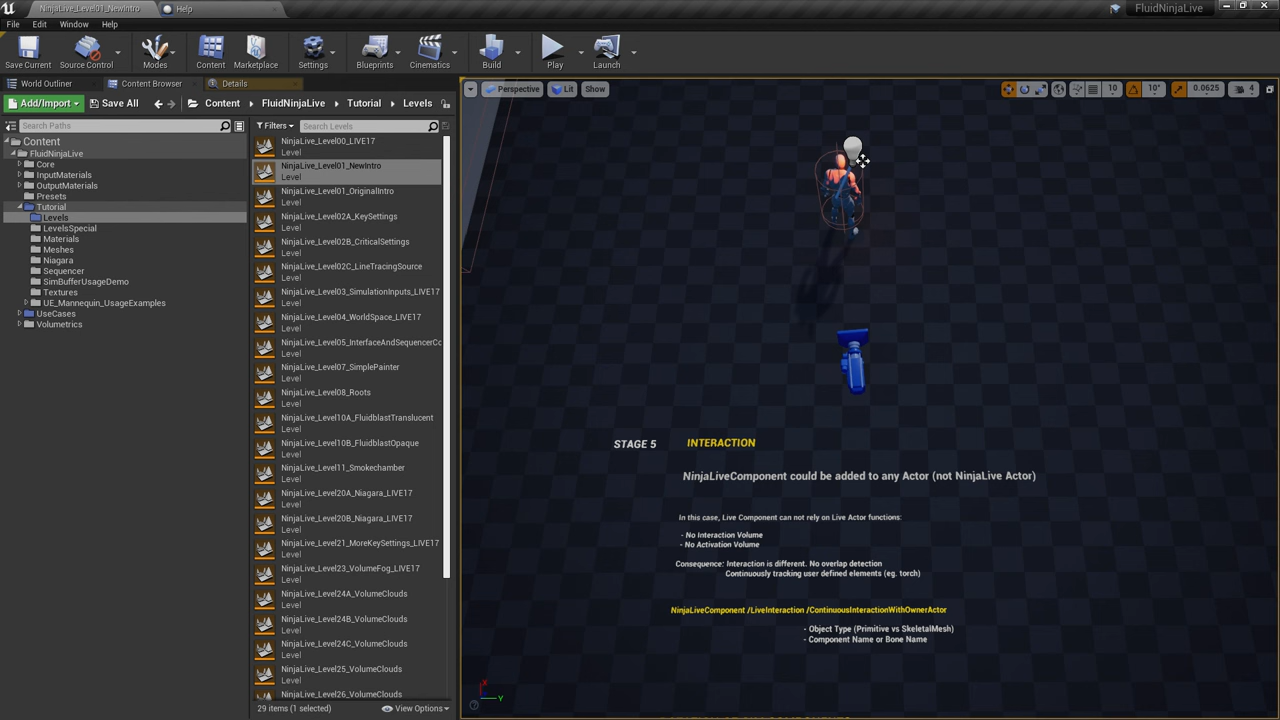 NinjaLive_Level01_NewIntro
Help
FluidNinjaLive
File Edit Window Help
Save Current
Source Control
Modes
Content
Marketplace
Settings
Blueprints
Cinematics
Build
Play
Launch
World Outliner
Content Browser
Details
Add/Import
Save All
Content
FluidNinjaLive
Tutorial
Levels
Search Paths
Filters
Search Levels
Content
FluidNinjaLive
Core
InputMaterials
OutputMaterials
Presets
Tutorial
Levels
LevelsSpecial
Materials
Meshes
Niagara
Sequencer
SimBufferUsageDemo
Textures
UE_Mannequin_UsageExamples
UseCases
Volumetrics
NinjaLive_Level00_LIVE17
Level
NinjaLive_Level01_NewIntro
Level
NinjaLive_Level01_OriginalIntro
Level
NinjaLive_Level02A_KeySettings
Level
NinjaLive_Level02B_CriticalSettings
Level
NinjaLive_Level02C_LineTracingSource
Level
NinjaLive_Level03_SimulationInputs_LIVE17
Level
NinjaLive_Level04_WorldSpace_LIVE17
Level
NinjaLive_Level05_InterfaceAndSequencerCo
Level
NinjaLive_Level07_SimplePainter
Level
NinjaLive_Level08_Roots
Level
NinjaLive_Level10A_FluidblastTranslucent
Level
NinjaLive_Level10B_FluidblastOpaque
Level
NinjaLive_Level11_Smokechamber
Level
NinjaLive_Level20A_Niagara_LIVE17
Level
NinjaLive_Level20B_Niagara_LIVE17
Level
NinjaLive_Level21_MoreKeySettings_LIVE17
Level
NinjaLive_Level23_VolumeFog_LIVE17
Level
NinjaLive_Level24A_VolumeClouds
Level
NinjaLive_Level24B_VolumeClouds
Level
NinjaLive_Level24C_VolumeClouds
Level
NinjaLive_Level25_VolumeClouds
Level
NinjaLive_Level26_VolumeClouds
29 items (1 selected)
View Options
Perspective
Lit
Show
10
10°
0.0625
4
STAGE 5 INTERACTION
NinjaLiveComponent could be added to any Actor (not NinjaLive Actor)
In this case, Live Component can not rely on Live Actor functions:
- No Interaction Volume
- No Activation Volume
Consequence: Interaction is different. No overlap detection
Continuously tracking user defined elements (eg. torch)
NinjaLiveComponent /LiveInteraction /ContinuousInteractionWithOwnerActor
- Object Type (Primitive vs SkeletalMesh)
- Component Name or Bone Name
X
Y